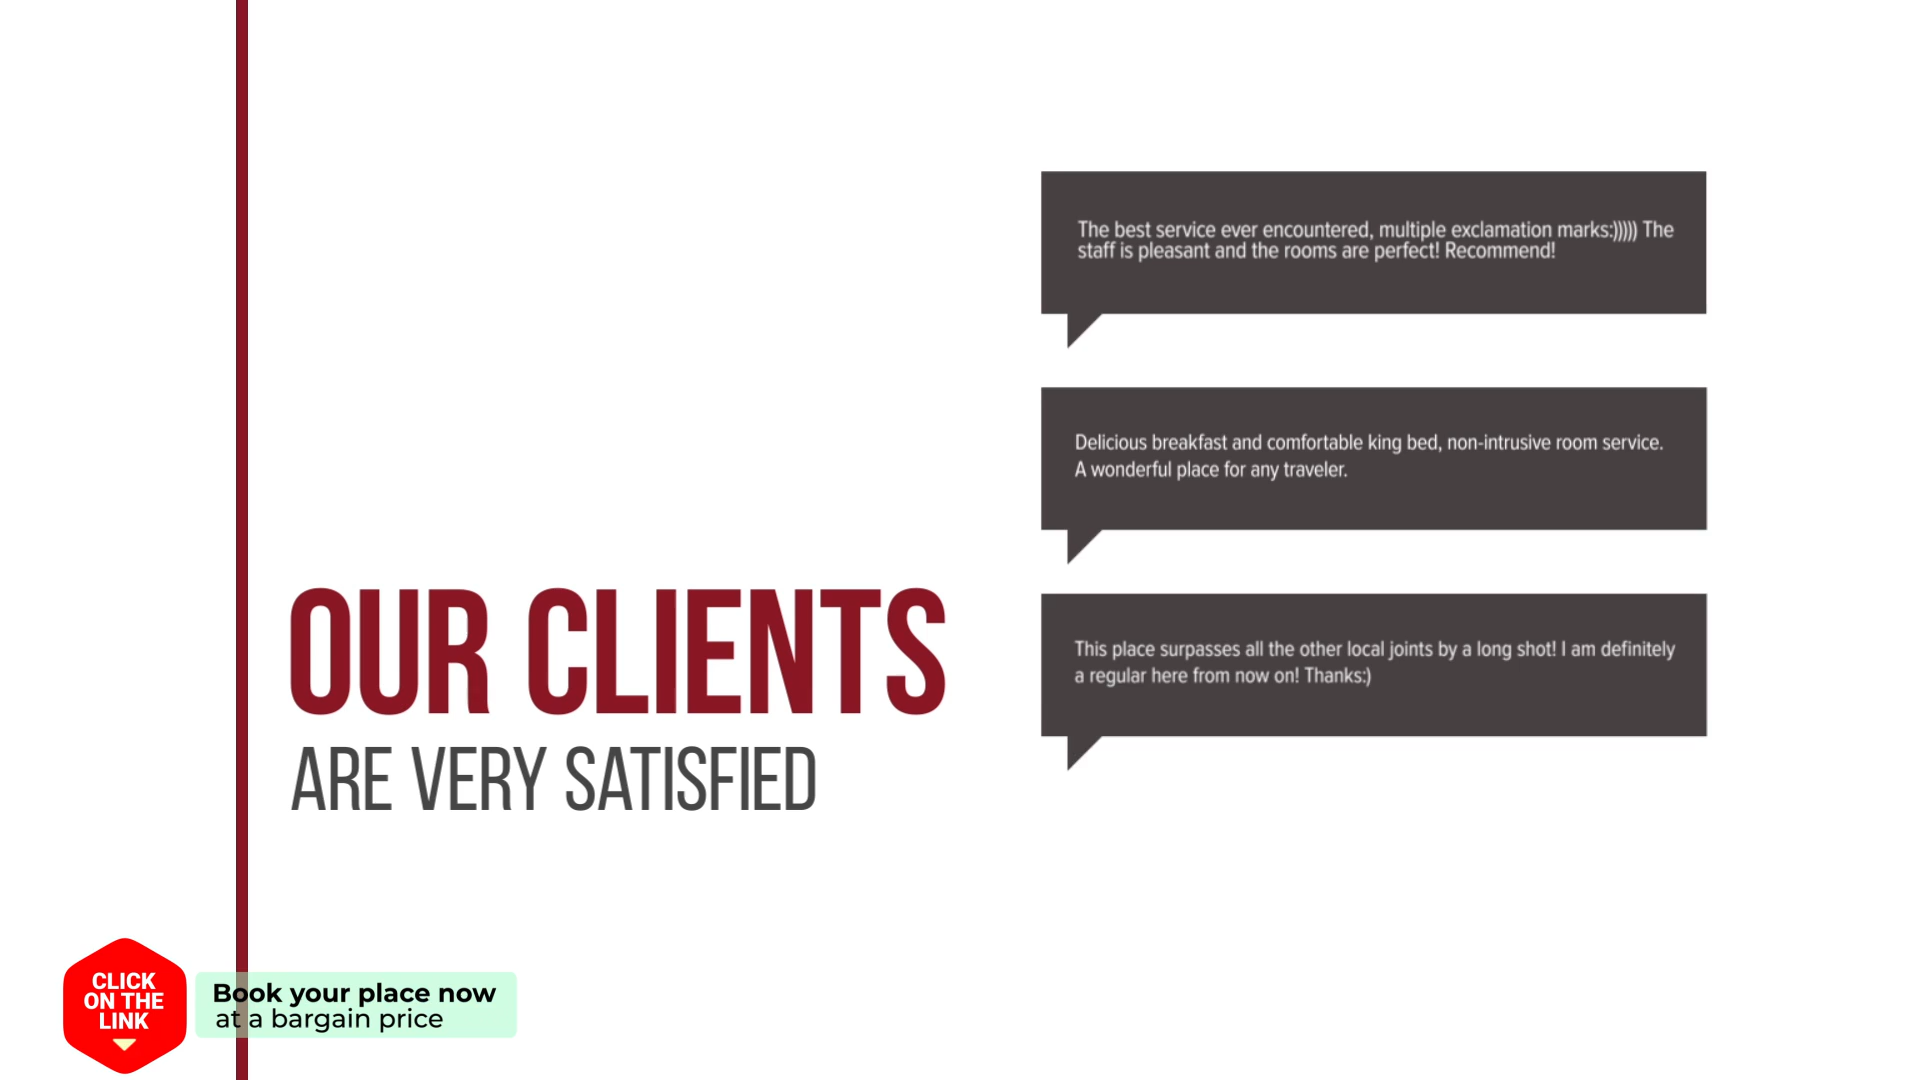 The best service ever encountered, multiple exclamation marks:))))) The
staff is pleasant and the rooms are perfect! Recommend!
Delicious breakfast and comfortable king bed, non-intrusive room service.
A wonderful place for any traveler.
OUR CLIENTS
ARE VERY SATISFIED
This place surpasses all the other local joints by a long shot! I am definitely
a regular here from now on! Thanks:)
CLICK
ON THE
LINK
Book your place now
at a bargain price